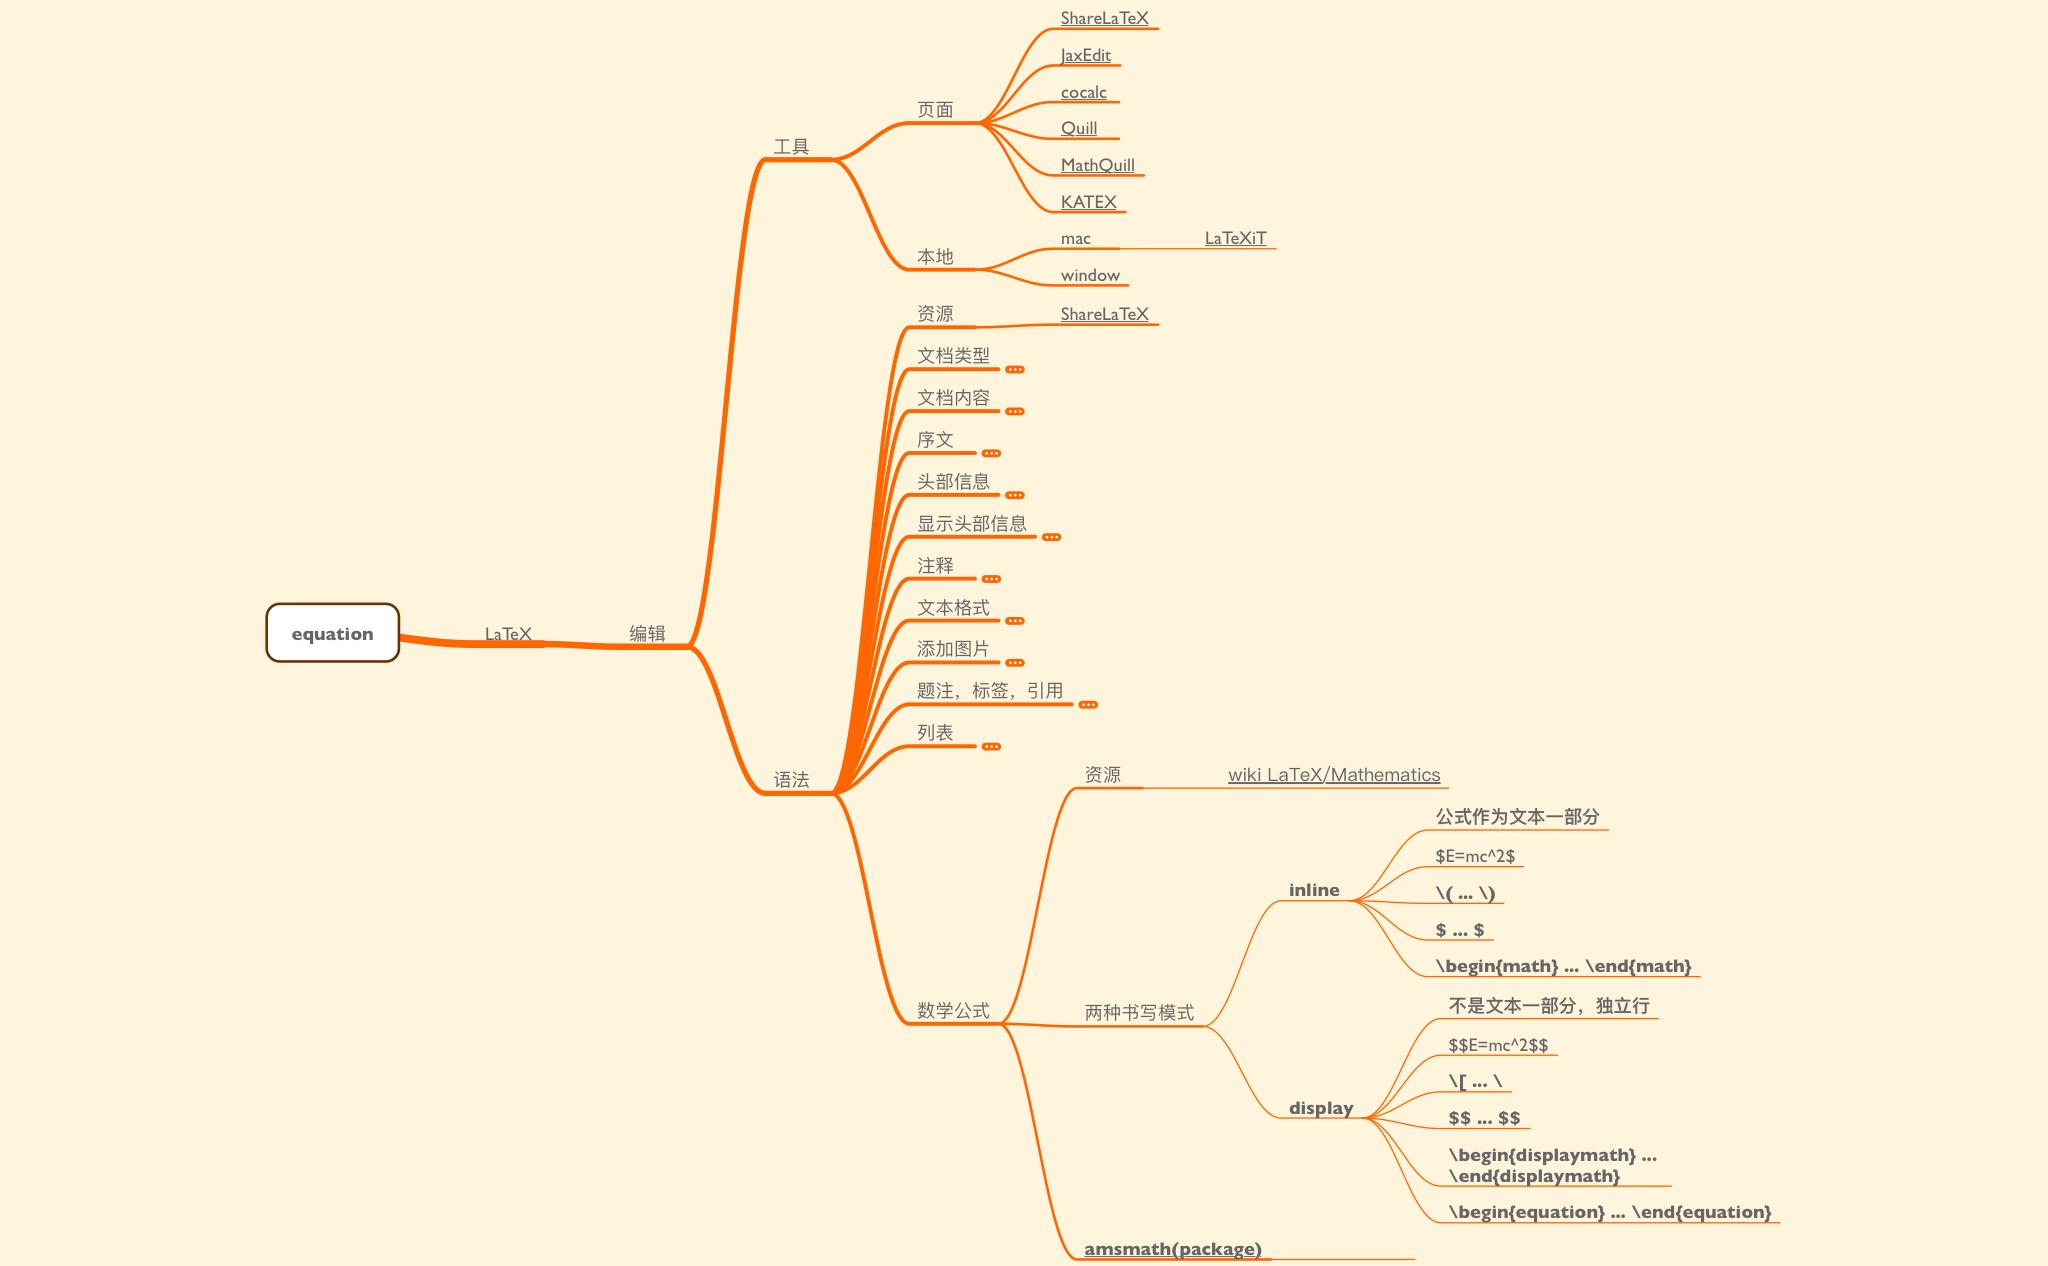 equation
LaTeX
编辑
工具
页面
ShareLaTeX
JaxEdit
cocalc
Quill
MathQuill
KATEX
本地
mac
LaTeXiT
window
语法
资源
ShareLaTeX
文档类型
文档内容
序文
头部信息
显示头部信息
注释
文本格式
添加图片
题注，标签，引用
列表
数学公式
资源
wiki LaTeX/Mathematics
两种书写模式
inline
公式作为文本一部分
$E=mc^2$
\( ... \)
$ ... $
\begin{math} ... \end{math}
display
不是文本一部分，独立行
$$E=mc^2$$
\[ ... \
$$ ... $$
\begin{displaymath} ...
\end{displaymath}
\begin{equation} ... \end{equation}
amsmath(package)